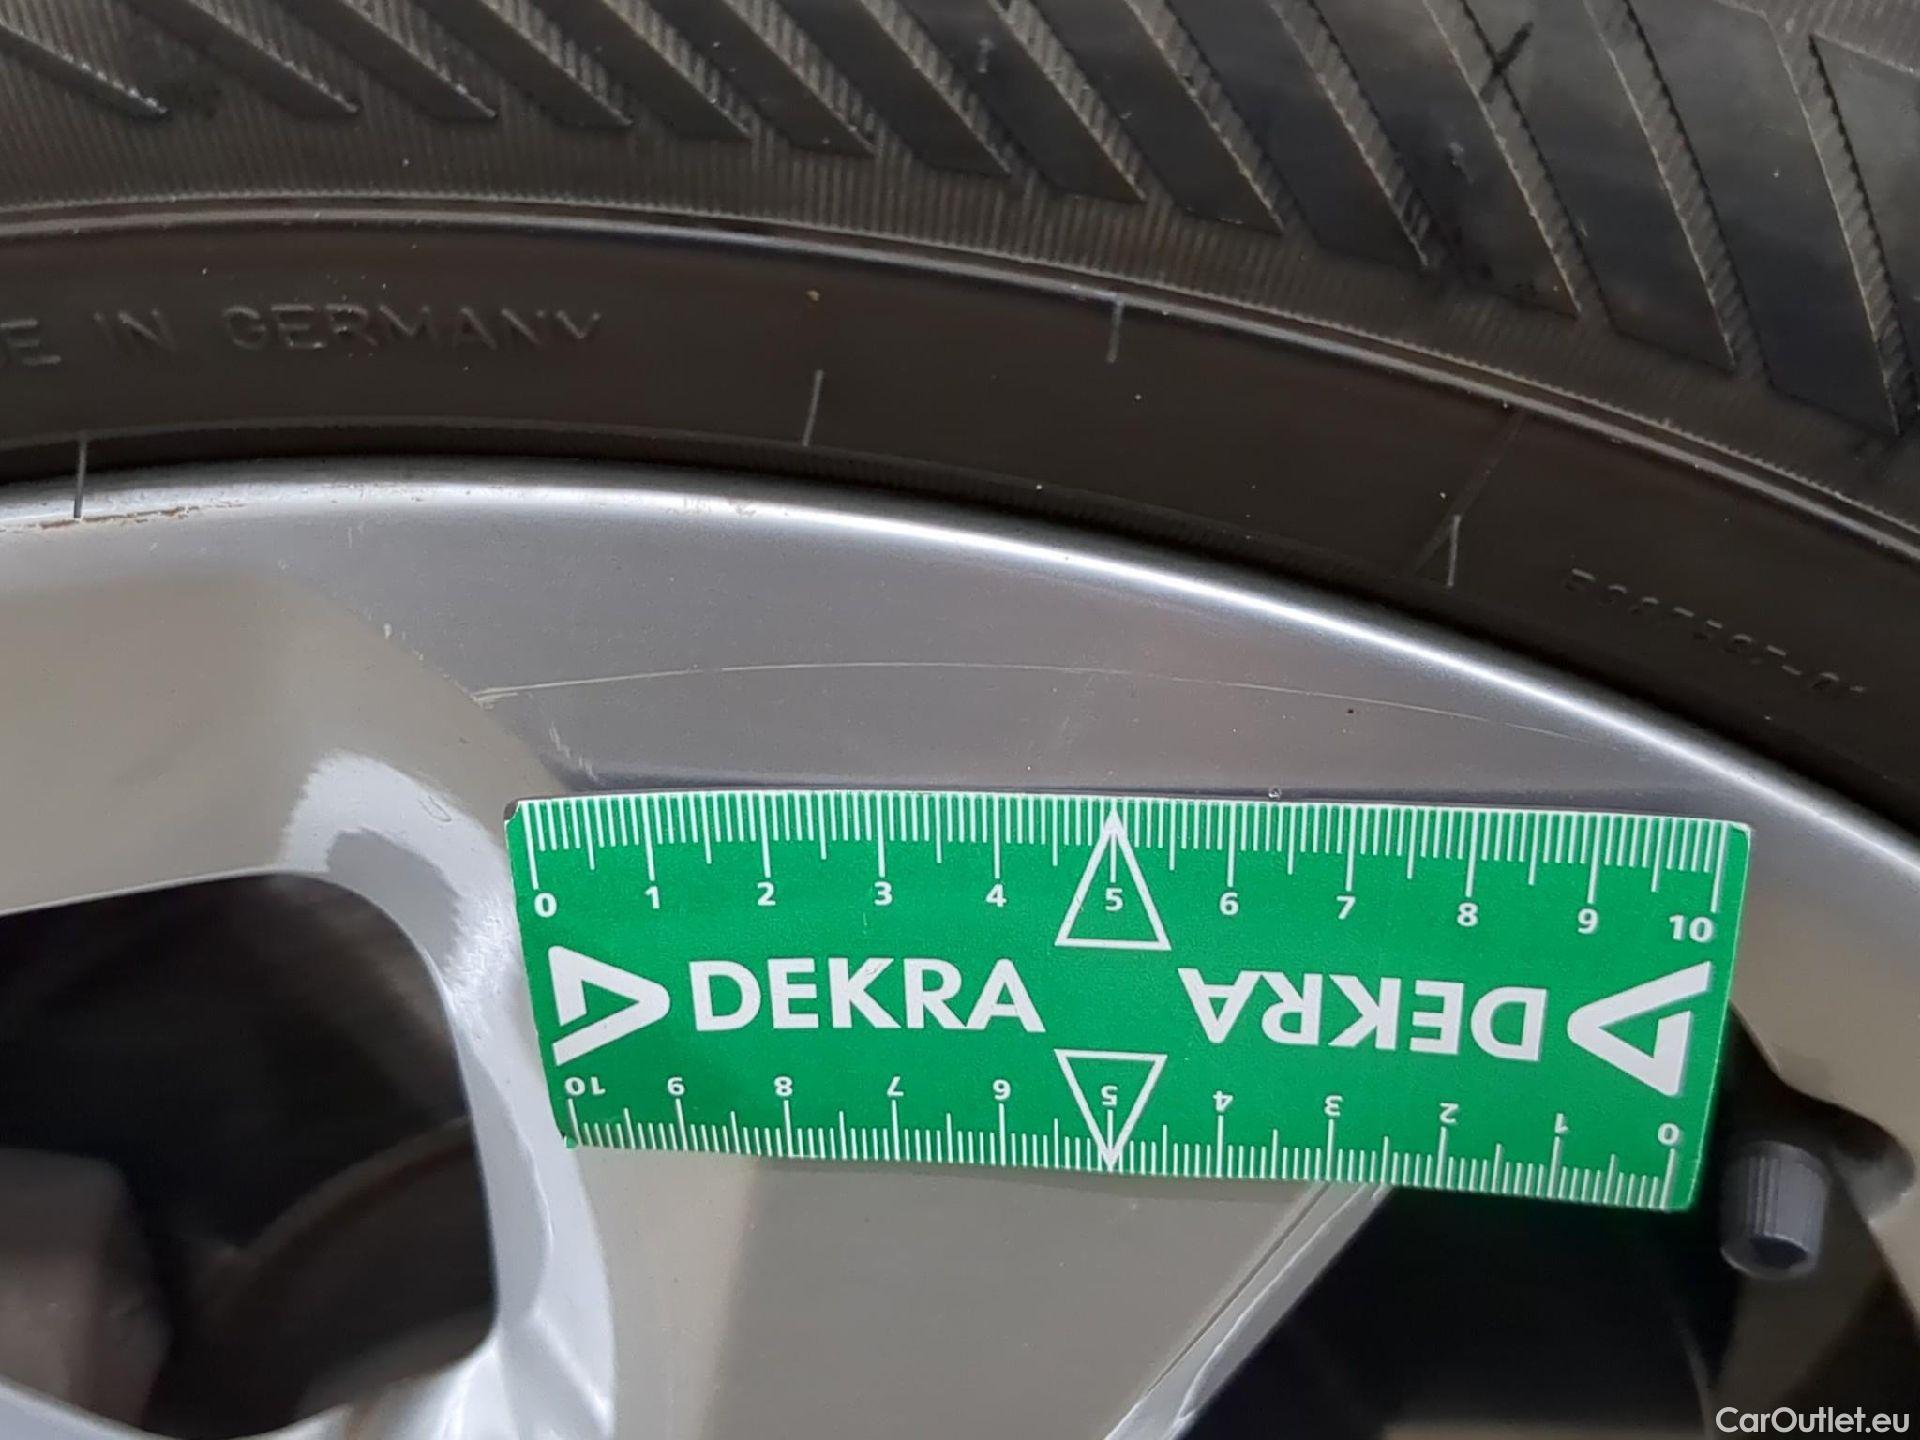 E IN GERMANY
0 1 2 3 4 5 6 7 8 9 10
DEKRA DEKRA
10 9 8 7 6 5 4 3 2 1 0
CarOutlet.eu